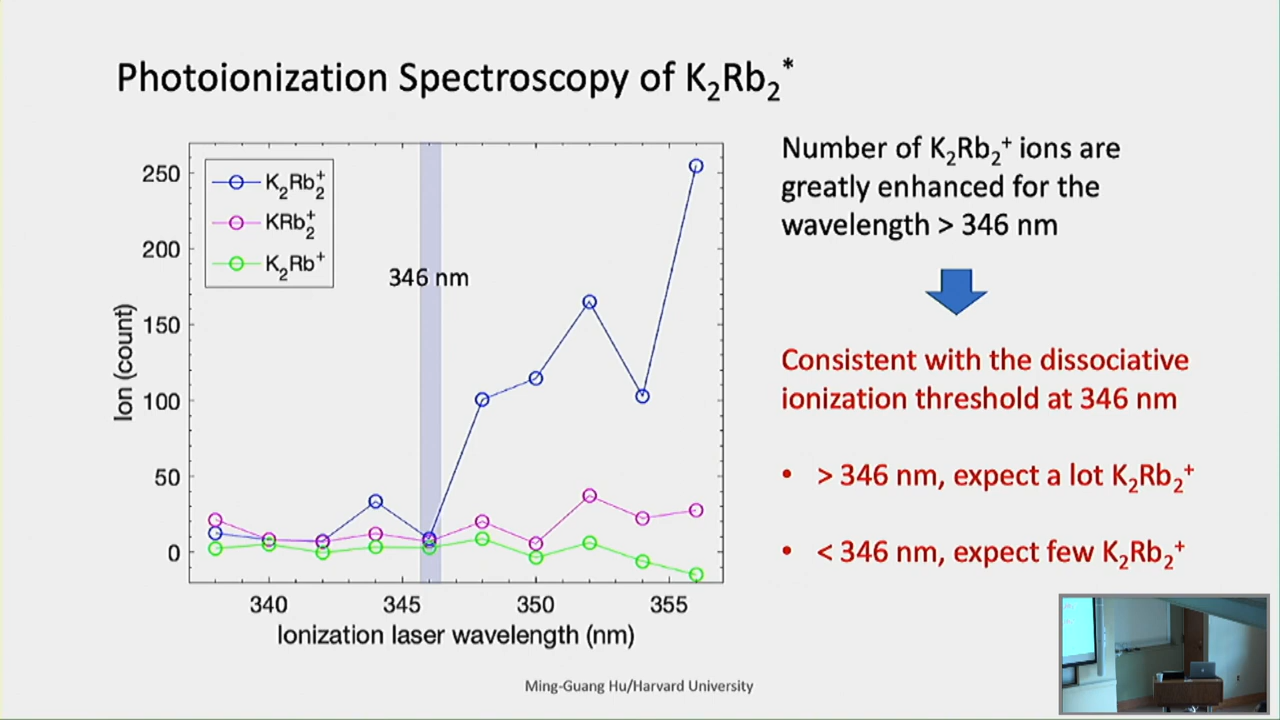 Photoionization Spectroscopy of K₂Rb₂*
250
200
150
100
50
0
Ion (count)
K₂Rb₂⁺
KRb₂⁺
K₂Rb⁺
346 nm
340 345 350 355
Ionization laser wavelength (nm)
Number of K₂Rb₂⁺ ions are
greatly enhanced for the
wavelength > 346 nm
Consistent with the dissociative
ionization threshold at 346 nm
• > 346 nm, expect a lot K₂Rb₂⁺
• < 346 nm, expect few K₂Rb₂⁺
Ming-Guang Hu/Harvard University